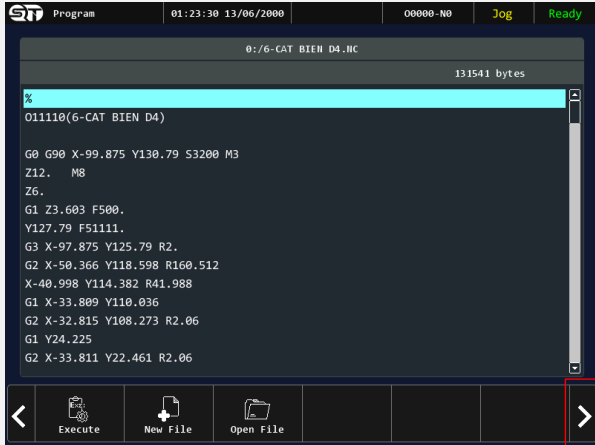 Program 01:23:30 13/06/2000 O0000-N0 Jog Ready
0:/6-CAT BIEN D4.NC
131541 bytes
%
O11110(6-CAT BIEN D4)
G0 G90 X-99.875 Y130.79 S3200 M3
Z12. M8
Z6.
G1 Z3.603 F500.
Y127.79 F51111.
G3 X-97.875 Y125.79 R2.
G2 X-50.366 Y118.598 R160.512
X-40.998 Y114.382 R41.988
G1 X-33.809 Y110.036
G2 X-32.815 Y108.273 R2.06
G1 Y24.225
G2 X-33.811 Y22.461 R2.06
Execute New File Open File